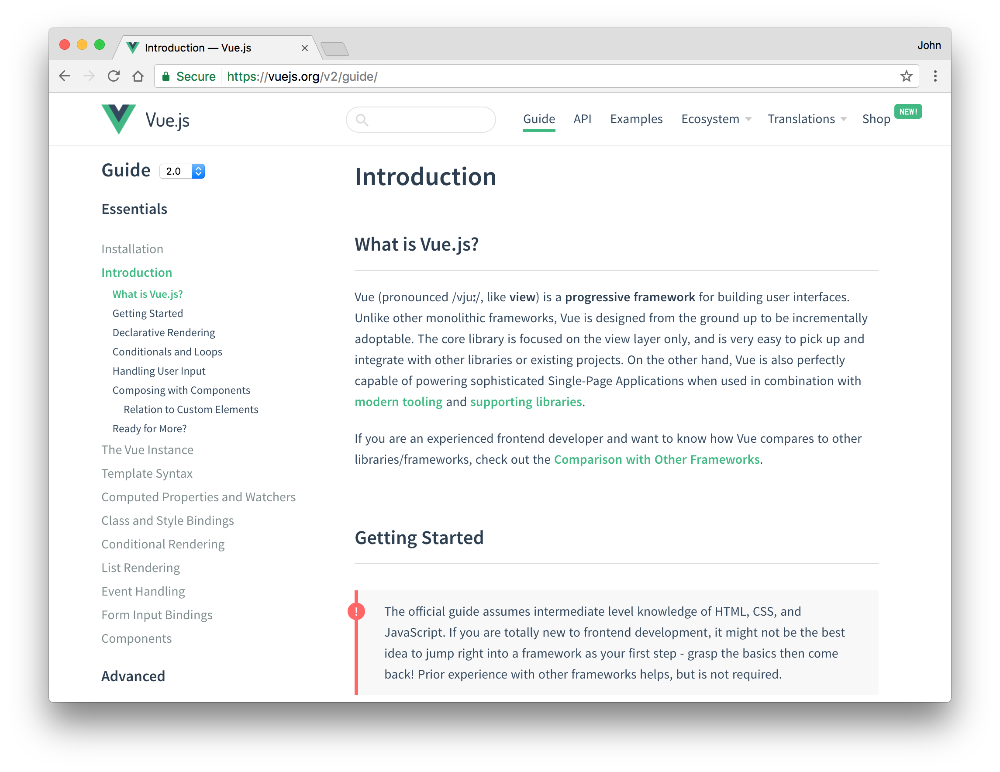 Introduction — Vue.js
John
Secure https://vuejs.org/v2/guide/
Vue.js
Guide API Examples Ecosystem Translations Shop NEW!
Guide 2.0
Essentials
Installation
Introduction
What is Vue.js?
Getting Started
Declarative Rendering
Conditionals and Loops
Handling User Input
Composing with Components
Relation to Custom Elements
Ready for More?
The Vue Instance
Template Syntax
Computed Properties and Watchers
Class and Style Bindings
Conditional Rendering
List Rendering
Event Handling
Form Input Bindings
Components
Advanced
Introduction
What is Vue.js?
Vue (pronounced /vjuː/, like view) is a progressive framework for building user interfaces.
Unlike other monolithic frameworks, Vue is designed from the ground up to be incrementally
adoptable. The core library is focused on the view layer only, and is very easy to pick up and
integrate with other libraries or existing projects. On the other hand, Vue is also perfectly
capable of powering sophisticated Single-Page Applications when used in combination with
modern tooling and supporting libraries.
If you are an experienced frontend developer and want to know how Vue compares to other
libraries/frameworks, check out the Comparison with Other Frameworks.
Getting Started
!
The official guide assumes intermediate level knowledge of HTML, CSS, and
JavaScript. If you are totally new to frontend development, it might not be the best
idea to jump right into a framework as your first step - grasp the basics then come
back! Prior experience with other frameworks helps, but is not required.